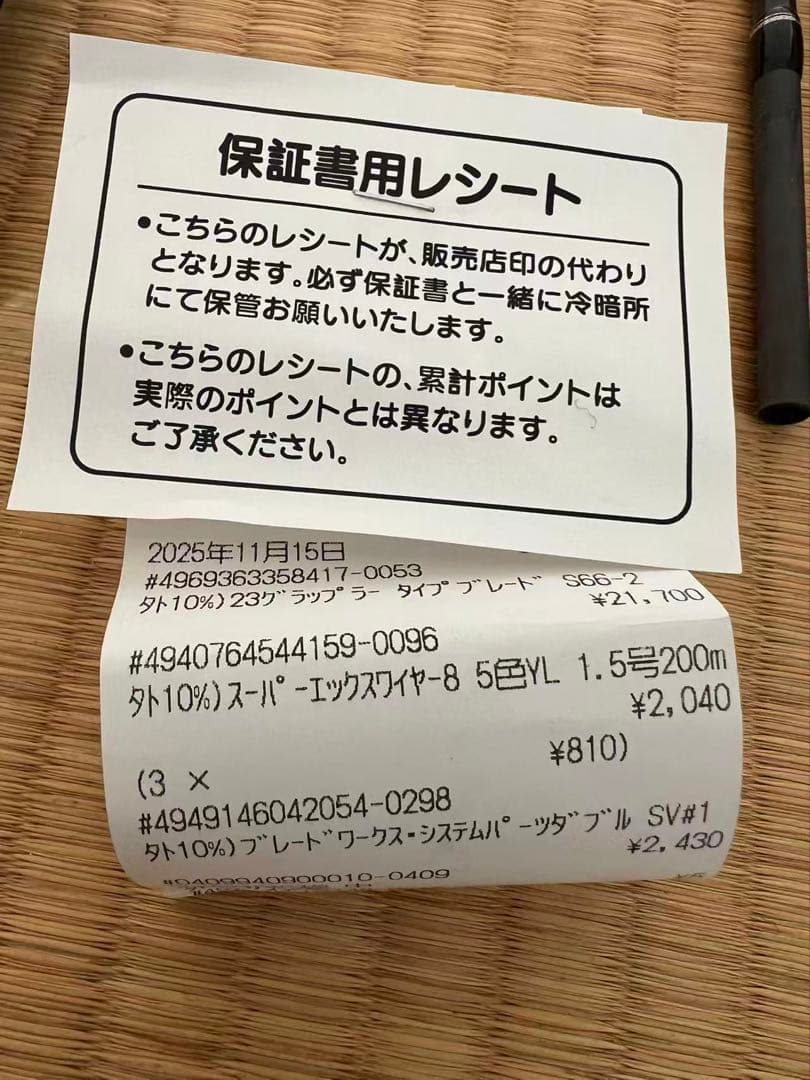 保証書用レシート
●こちらのレシートが、販売店印の代わり
となります。必ず保証書と一緒に冷暗所
にて保管お願いいたします。
●こちらのレシートの、累計ポイントは
実際のポイントとは異なります。
ご了承ください。
2025年11月15日
#4969363358417-0053
外10%)23グラップラー タイプブレード S66-2
¥21,700
#4940764544159-0096
外10%)スーパーエックスワイヤー8 5色YL 1.5号200m
¥2,040
(3 × ¥810)
#4949146042054-0298
外10%)ブレードワークス・システムパーツダブル SV#1
¥2,430